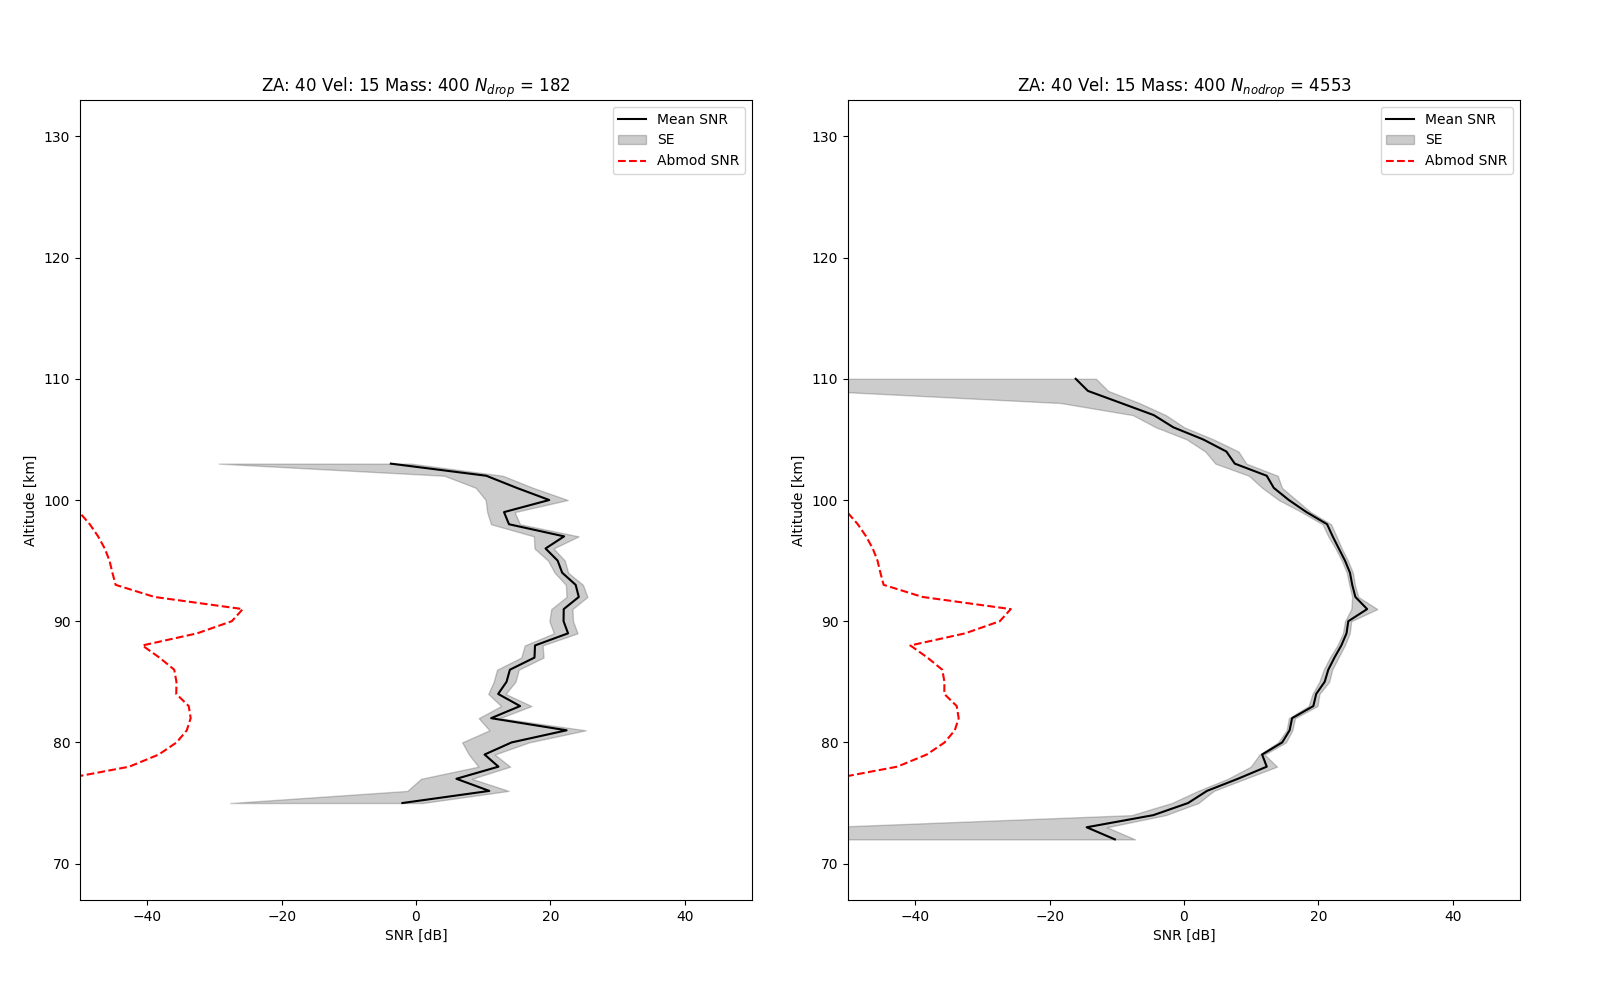 ZA: 40 Vel: 15 Mass: 400 N_drop = 182
Mean SNR
SE
Abmod SNR
130
120
110
100
90
80
70
Altitude [km]
−40 −20 0 20 40
SNR [dB]
ZA: 40 Vel: 15 Mass: 400 N_nodrop = 4553
Mean SNR
SE
Abmod SNR
130
120
110
100
90
80
70
Altitude [km]
−40 −20 0 20 40
SNR [dB]